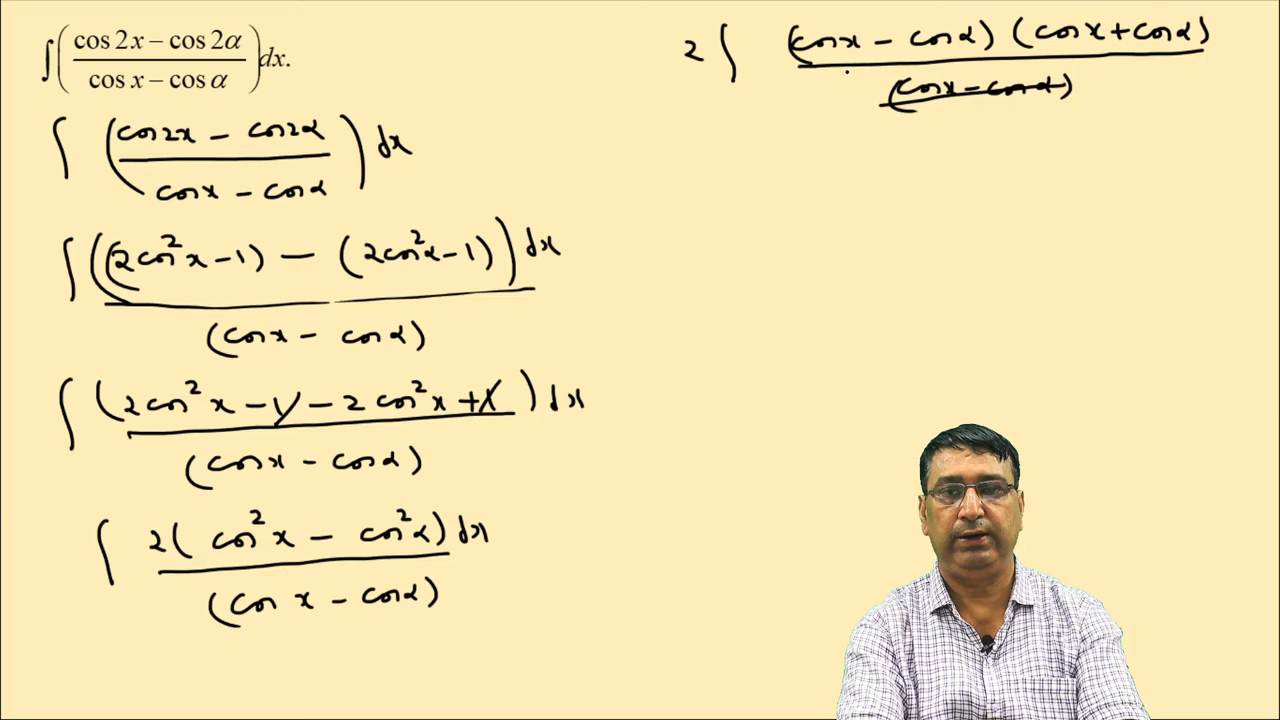 ∫((cos 2x − cos 2α)/(cos x − cos α))dx.
∫ ((cos2x − cos2α)/(cosx − cosα)) dx
∫ ((2cos²x−1) − (2cos²α−1)) dx
(cosx − cosα)
∫ (2cos²x − 1 − 2cos²x + 1) dx
(cosx − cosα)
∫ 2(cos²x − cos²α) dx
(cos x − cosα)
2 ∫ (cosx − cosα) (cosx + cosα)
(cosx − cosα)